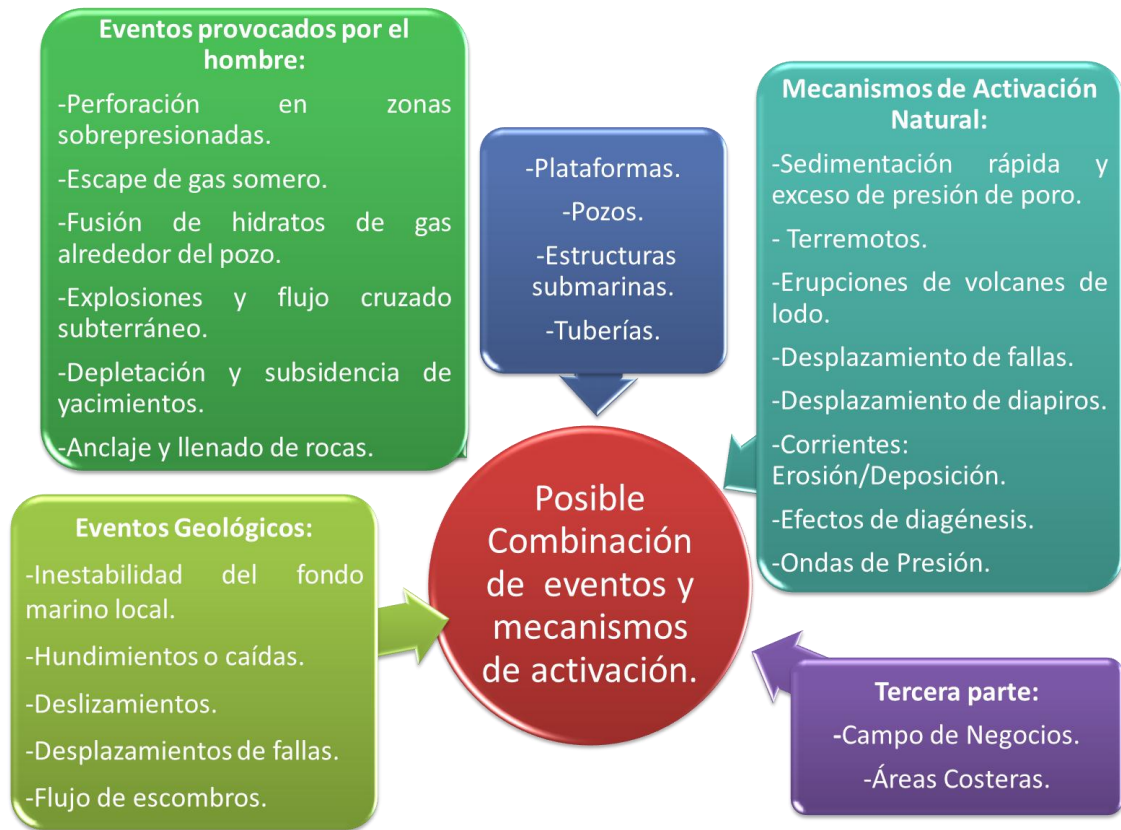 Eventos provocados por el
hombre:
-Perforación en zonas
sobrepresionadas.
-Escape de gas somero.
-Fusión de hidratos de gas
alrededor del pozo.
-Explosiones y flujo cruzado
subterráneo.
-Depletación y subsidencia de
yacimientos.
-Anclaje y llenado de rocas.
-Plataformas.
-Pozos.
-Estructuras
submarinas.
-Tuberías.
Mecanismos de Activación
Natural:
-Sedimentación rápida y
exceso de presión de poro.
- Terremotos.
-Erupciones de volcanes de
lodo.
-Desplazamiento de fallas.
-Desplazamiento de diapiros.
-Corrientes:
Erosión/Deposición.
-Efectos de diagénesis.
-Ondas de Presión.
Eventos Geológicos:
-Inestabilidad del fondo
marino local.
-Hundimientos o caídas.
-Deslizamientos.
-Desplazamientos de fallas.
-Flujo de escombros.
Posible
Combinación
de eventos y
mecanismos
de activación.
Tercera parte:
-Campo de Negocios.
-Áreas Costeras.